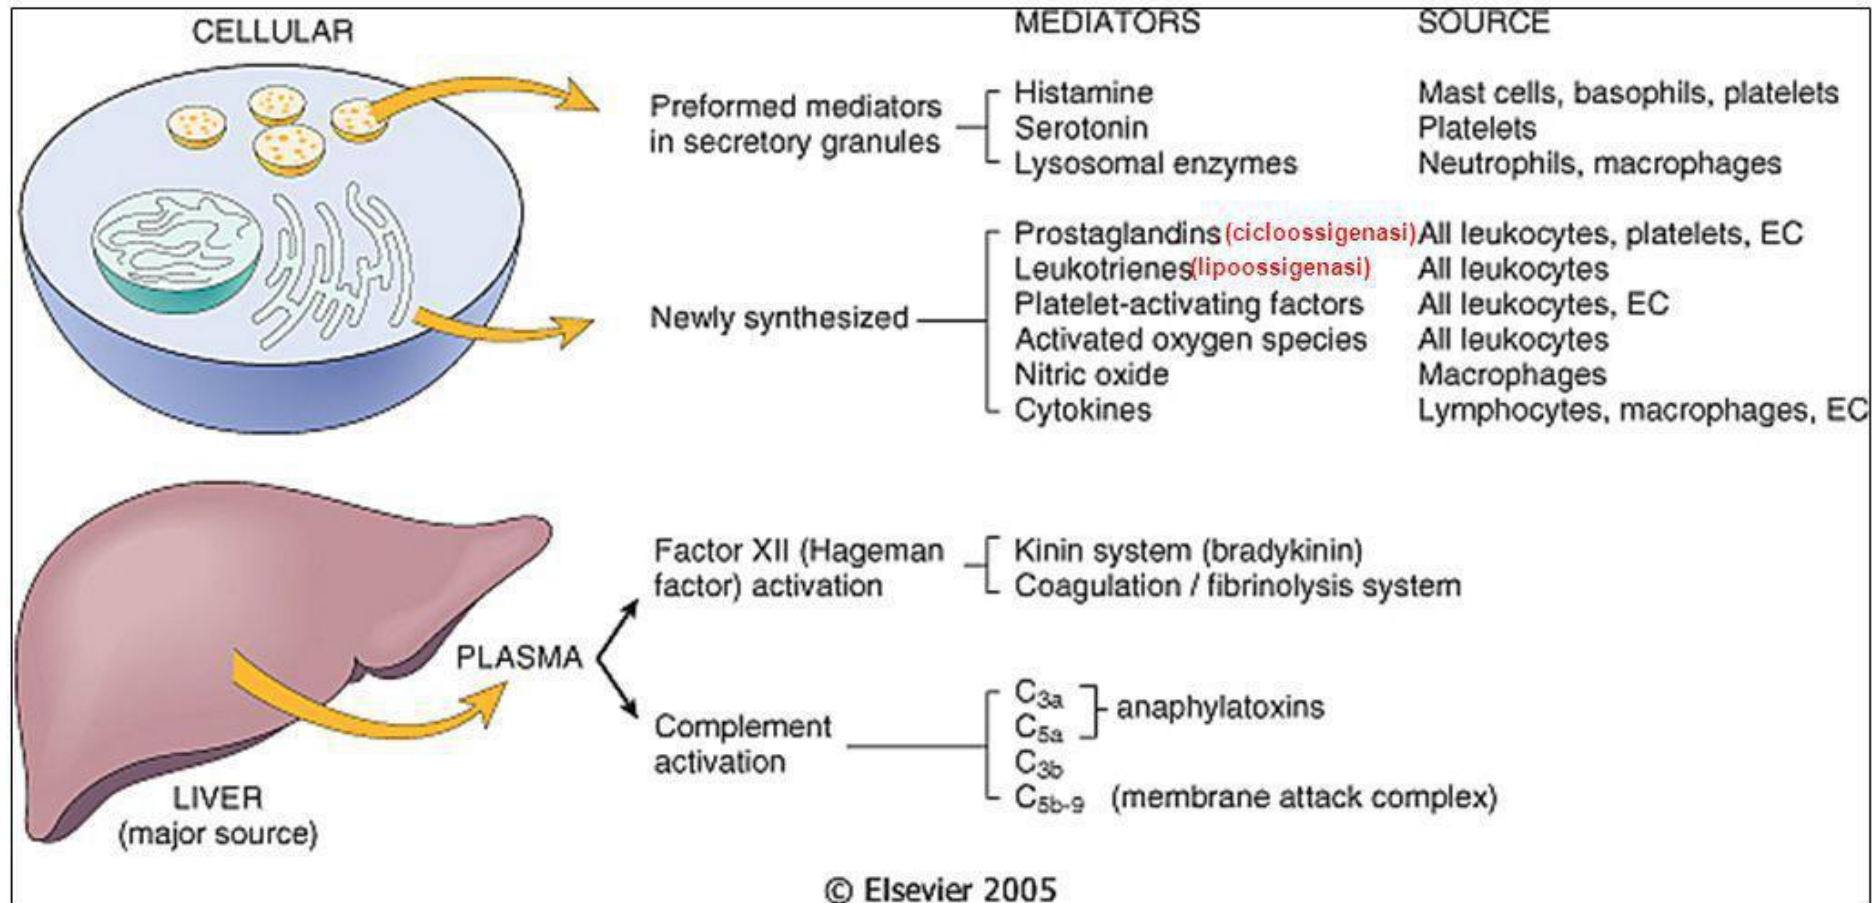 CELLULAR
MEDIATORS SOURCE
Preformed mediators
in secretory granules
Histamine Mast cells, basophils, platelets
Serotonin Platelets
Lysosomal enzymes Neutrophils, macrophages
Newly synthesized
Prostaglandins (cicloossigenasi) All leukocytes, platelets, EC
Leukotrienes (lipoossigenasi) All leukocytes
Platelet-activating factors All leukocytes, EC
Activated oxygen species All leukocytes
Nitric oxide Macrophages
Cytokines Lymphocytes, macrophages, EC
LIVER
(major source)
PLASMA
Factor XII (Hageman
factor) activation
Kinin system (bradykinin)
Coagulation / fibrinolysis system
Complement
activation
C3a
C5a
anaphylatoxins
C3b
C5b-9 (membrane attack complex)
© Elsevier 2005